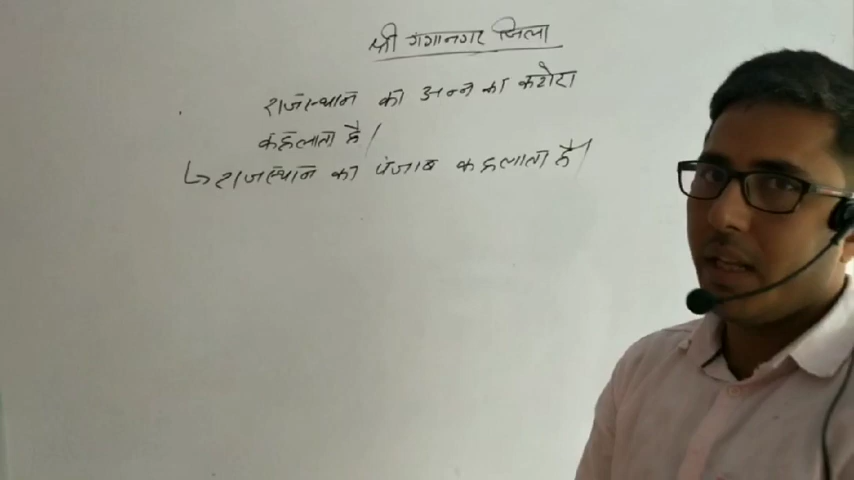 श्री गंगानगर जिला
राजस्थान का अन्न का कटोरा
कहलाता है।
↳ राजस्थान का पंजाब कहलाता है।